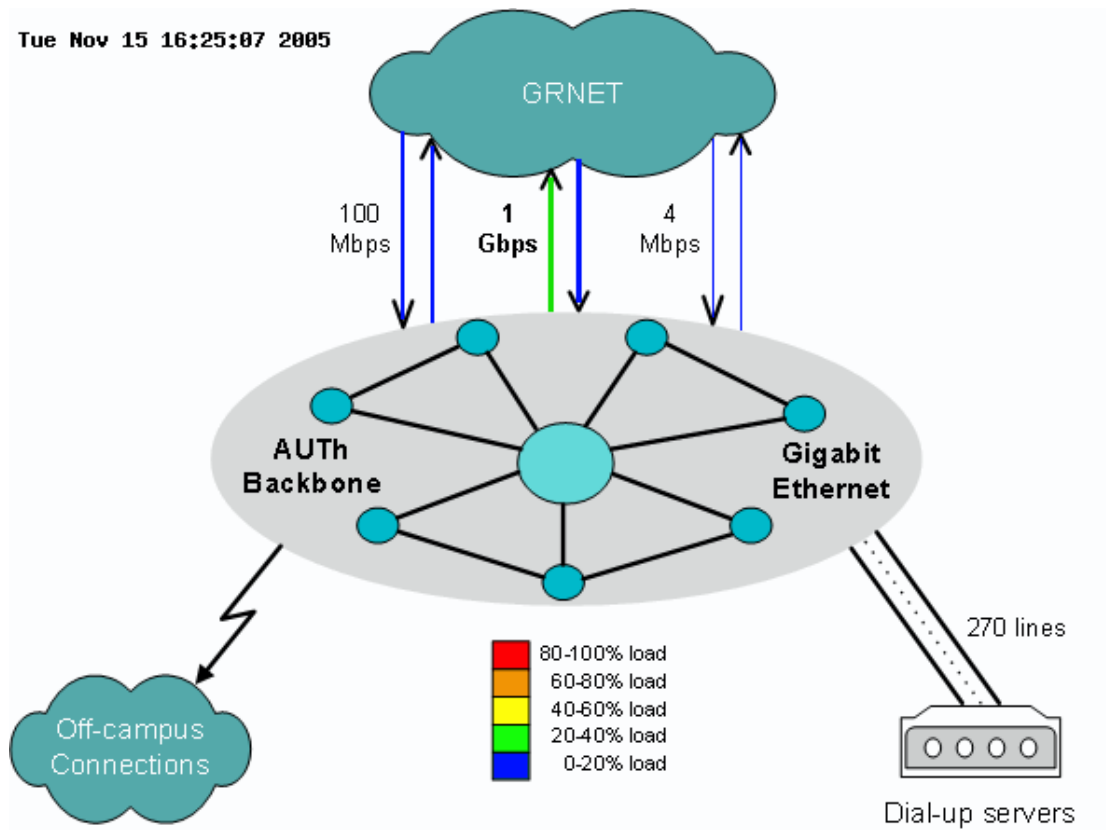 Tue Nov 15 16:25:07 2005
GRNET
100
Mbps
1
Gbps
4
Mbps
AUTh
Backbone
Gigabit
Ethernet
270 lines
80-100% load
60-80% load
40-60% load
20-40% load
0-20% load
Off-campus
Connections
Dial-up servers